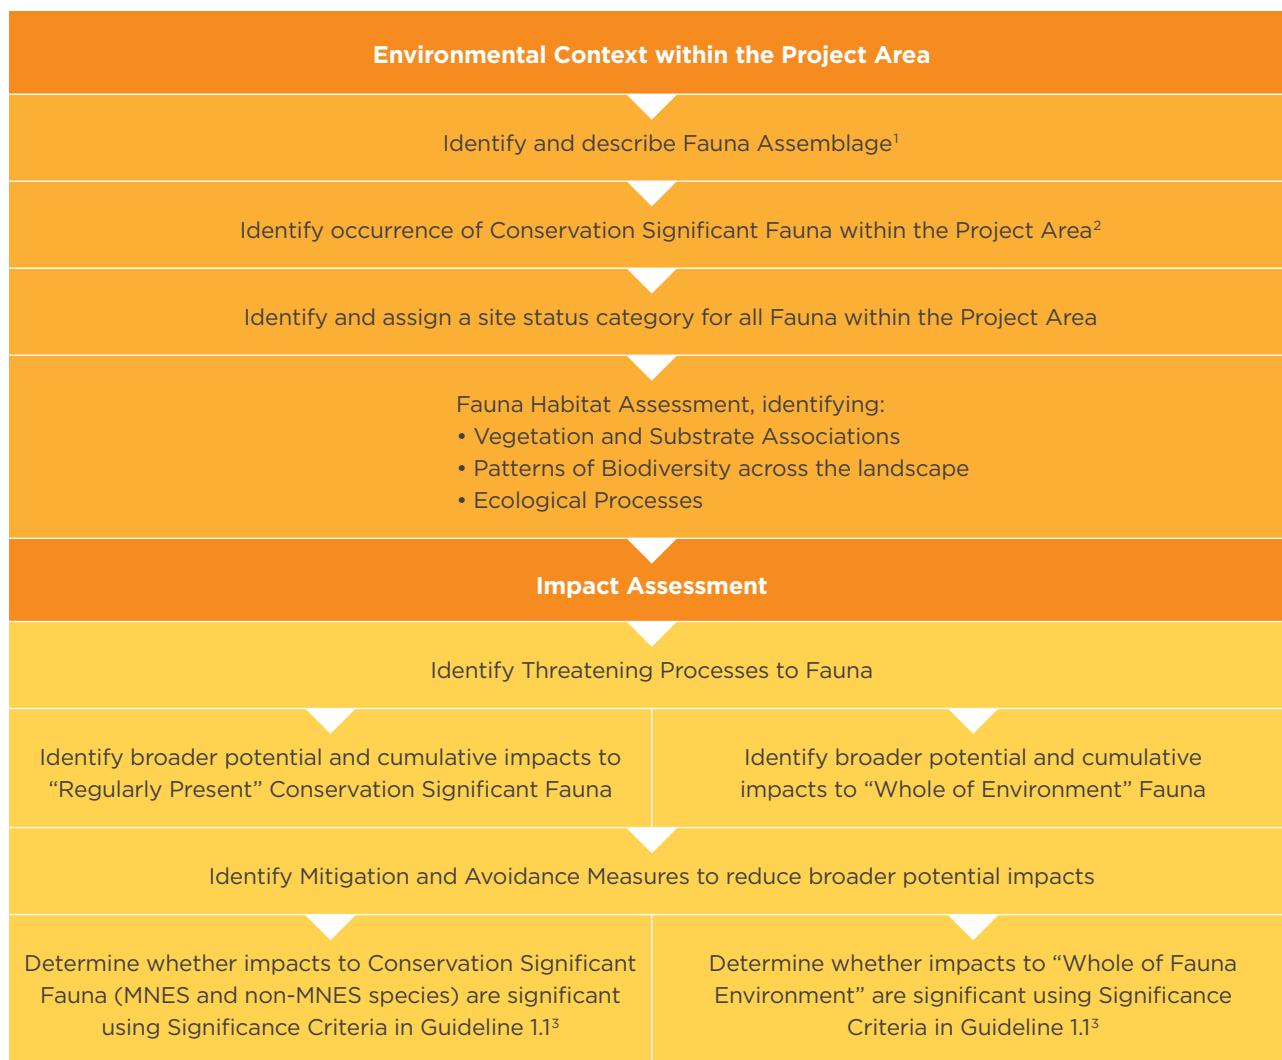 Environmental Context within the Project Area
Identify and describe Fauna Assemblage¹
Identify occurrence of Conservation Significant Fauna within the Project Area²
Identify and assign a site status category for all Fauna within the Project Area
Fauna Habitat Assessment, identifying:
• Vegetation and Substrate Associations
• Patterns of Biodiversity across the landscape
• Ecological Processes
Impact Assessment
Identify Threatening Processes to Fauna
Identify broader potential and cumulative impacts to
“Regularly Present” Conservation Significant Fauna
Identify broader potential and cumulative
impacts to “Whole of Environment” Fauna
Identify Mitigation and Avoidance Measures to reduce broader potential impacts
Determine whether impacts to Conservation Significant
Fauna (MNES and non-MNES species) are significant
using Significance Criteria in Guideline 1.1³
Determine whether impacts to “Whole of Fauna
Environment” are significant using Significance
Criteria in Guideline 1.1³